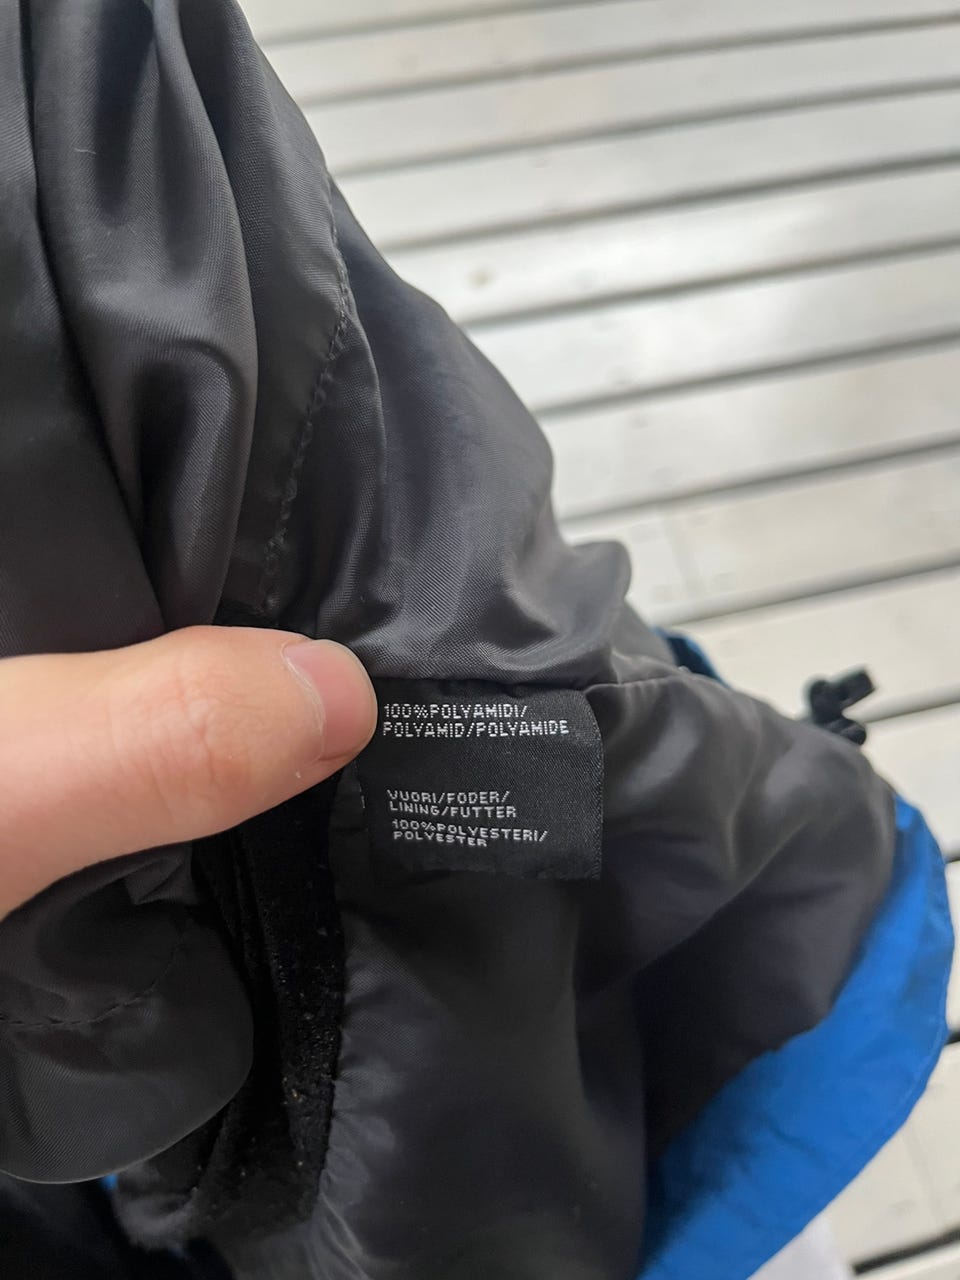 100%POLYAMIDI/
POLYAMID/POLYAMIDE
VUORI/FODER/
LINING/FUTTER
100%POLYESTERI/
POLYESTER